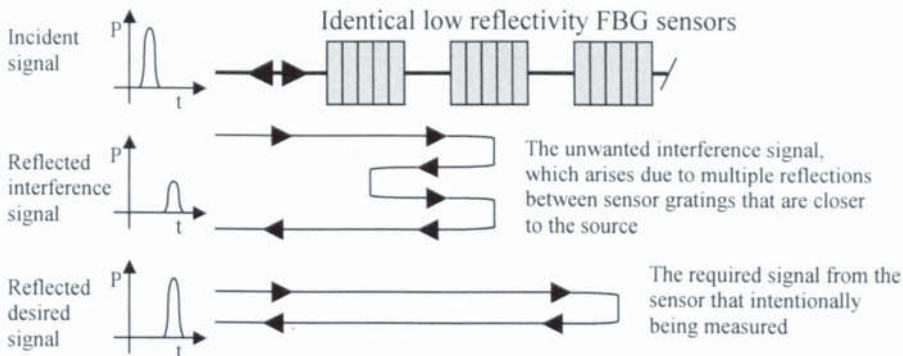 Identical low reflectivity FBG sensors
Incident
signal
P
t
Reflected
interference
signal
P
t
The unwanted interference signal,
which arises due to multiple reflections
between sensor gratings that are closer
to the source
Reflected
desired
signal
P
t
The required signal from the
sensor that intentionally
being measured